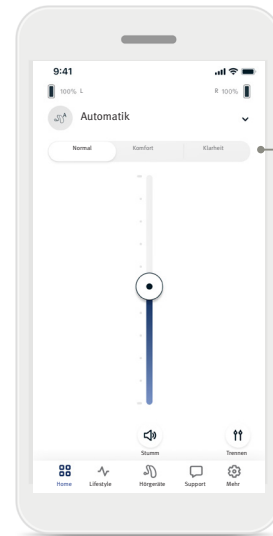 9:41
100% L R 100%
Automatik
Normal Komfort Klarheit
Stumm Trennen
Home Lifestyle Hörgeräte Support Mehr